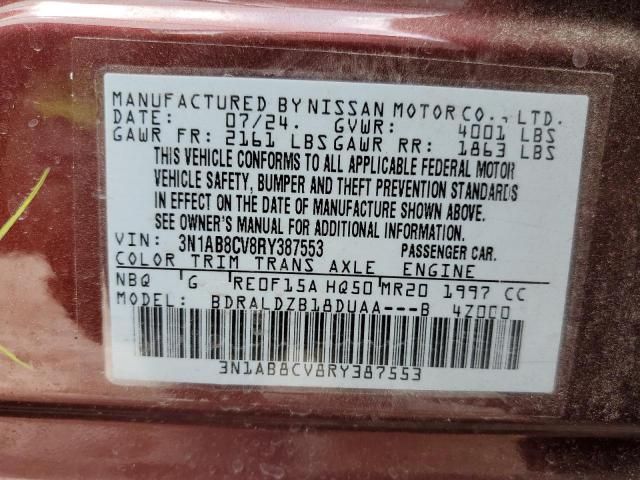 MANUFACTURED BY NISSAN MOTOR CO., LTD.
DATE: 07/24. GVWR: 4001 LBS
GAWR FR: 2161 LBS GAWR RR: 1863 LBS
THIS VEHICLE CONFORMS TO ALL APPLICABLE FEDERAL MOTOR
VEHICLE SAFETY, BUMPER AND THEFT PREVENTION STANDARDS
IN EFFECT ON THE DATE OF MANUFACTURE SHOWN ABOVE.
SEE OWNER'S MANUAL FOR ADDITIONAL INFORMATION.
VIN: 3N1AB8CV8RY387553 PASSENGER CAR.
COLOR TRIM TRANS AXLE ENGINE
NBQ G RE0F15A HQ50 MR20 1997 CC
MODEL: BDRALDZB18DUAA---B 4Z000
3N1AB8CV8RY387553